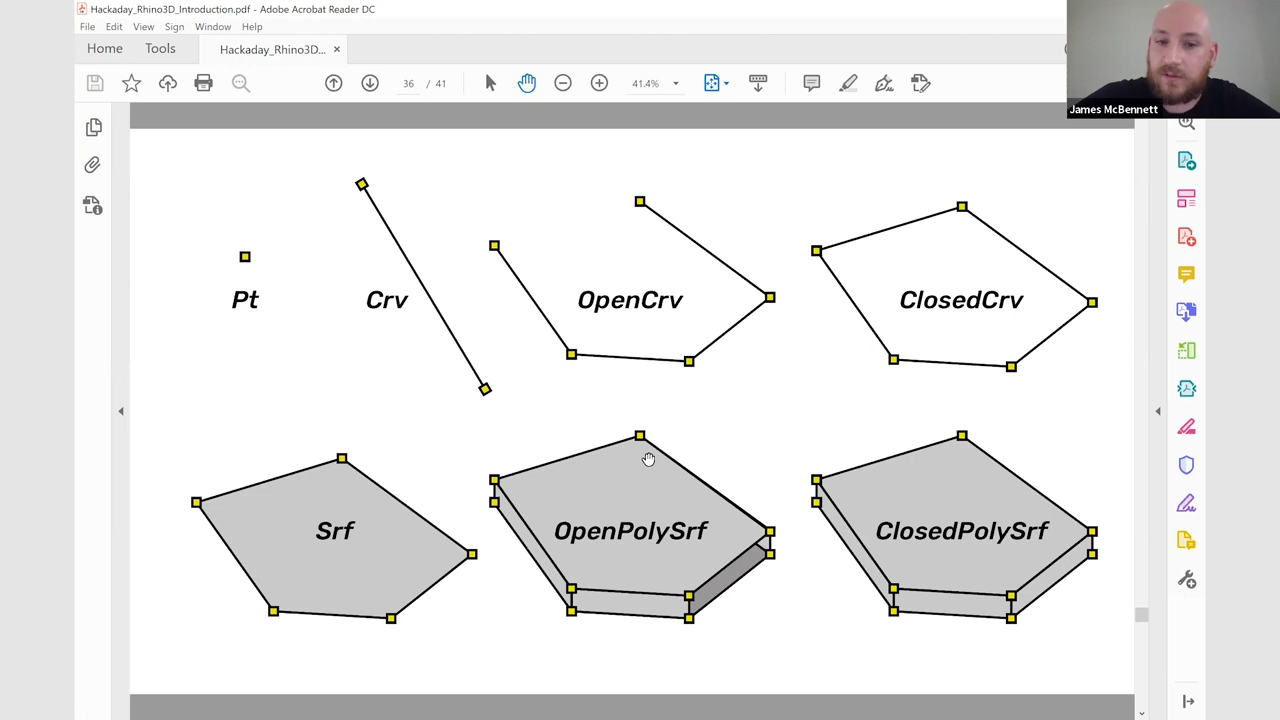 Hackaday_Rhino3D_Introduction.pdf - Adobe Acrobat Reader DC
File Edit View Sign Window Help
Home Tools Hackaday_Rhino3D... ×
36 / 41 41.4%
James McBennett
Pt Crv OpenCrv ClosedCrv
Srf OpenPolySrf ClosedPolySrf